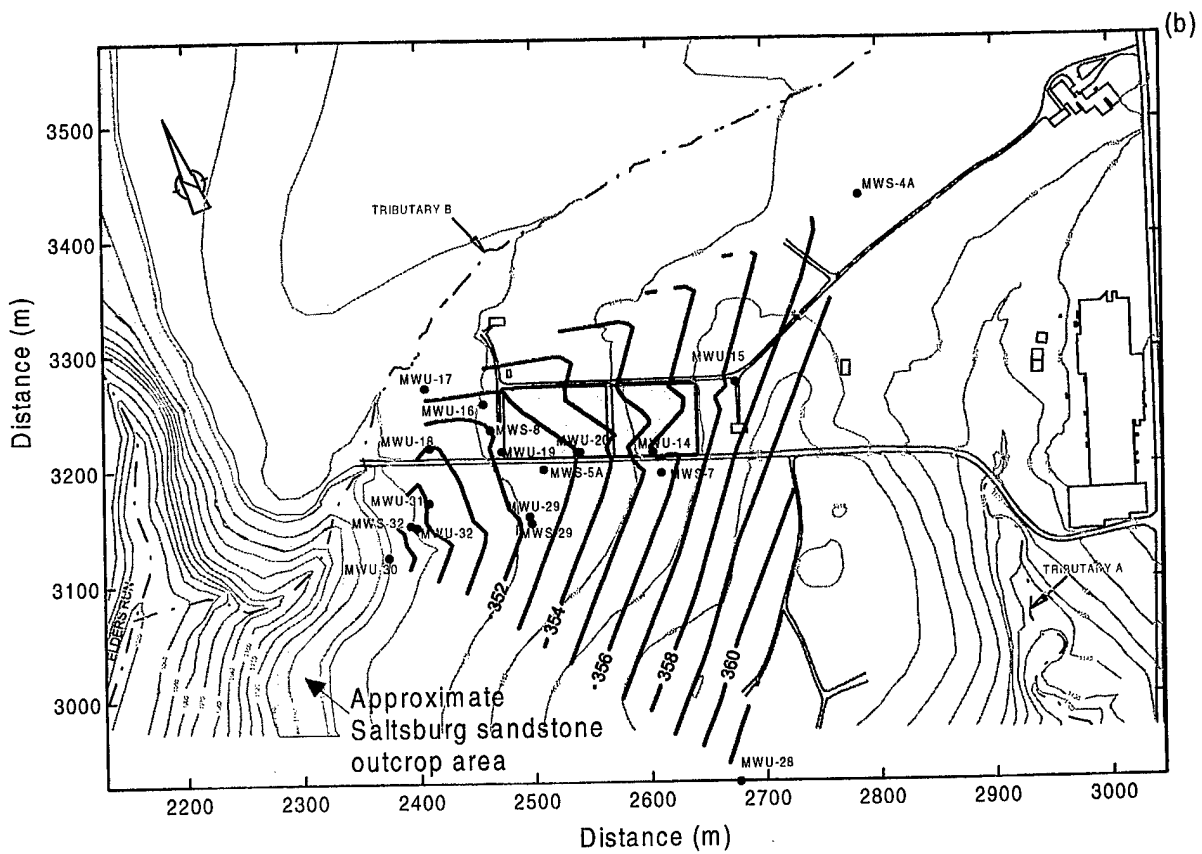 (b)
3500
3400
3300
3200
3100
3000
Distance (m)
TRIBUTARY B
MWS-4A
MWU-15
MWU-17
MWU-16
MWS-8
MWU-18
MWU-19
MWU-20
MWU-14
MWS-5A
MWS-7
MWU-31
MWU-29
MWS-32
MWU-32
MWS-29
MWU-30
TRIBUTARY A
ELDERS RUN
352
354
356
358
360
Approximate
Saltsburg sandstone
outcrop area
MWU-28
2200
2300
2400
2500
2600
2700
2800
2900
3000
Distance (m)